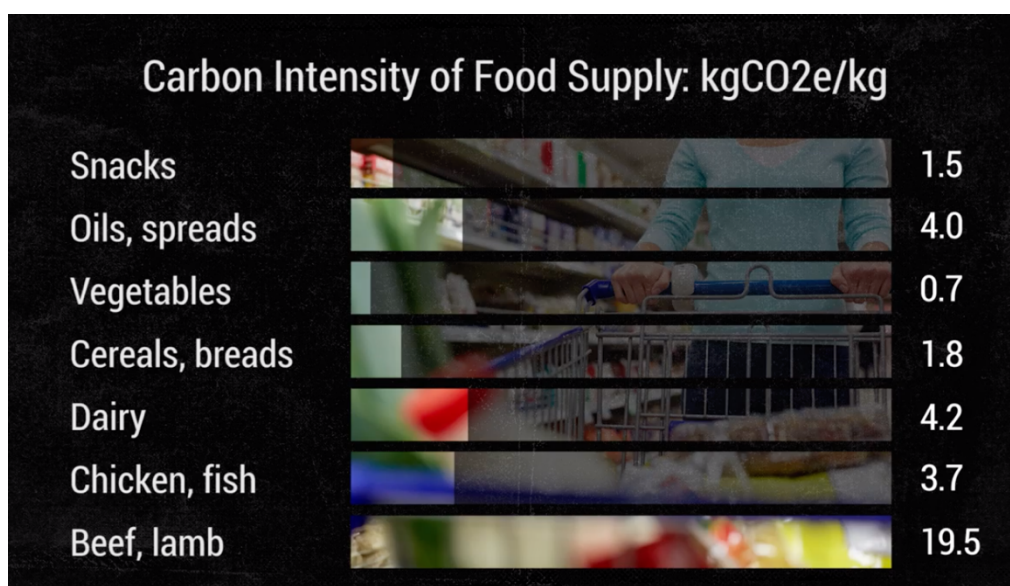 Carbon Intensity of Food Supply: kgCO2e/kg
Snacks 1.5
Oils, spreads 4.0
Vegetables 0.7
Cereals, breads 1.8
Dairy 4.2
Chicken, fish 3.7
Beef, lamb 19.5